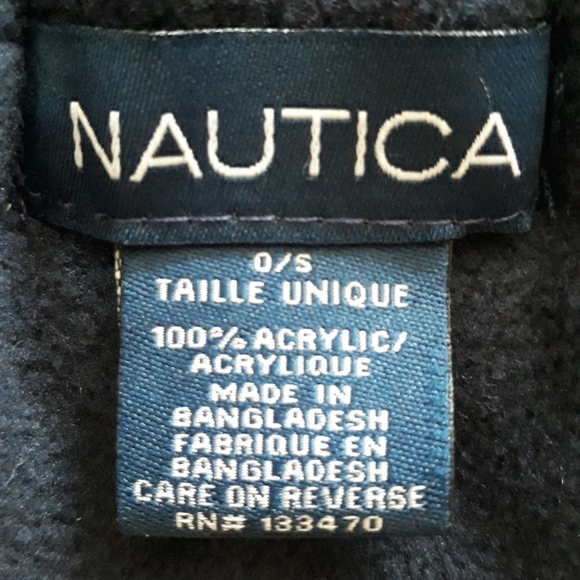 NAUTICA
O/S
TAILLE UNIQUE
100% ACRYLIC/
ACRYLIQUE
MADE IN
BANGLADESH
FABRIQUE EN
BANGLADESH
CARE ON REVERSE
RN# 133470